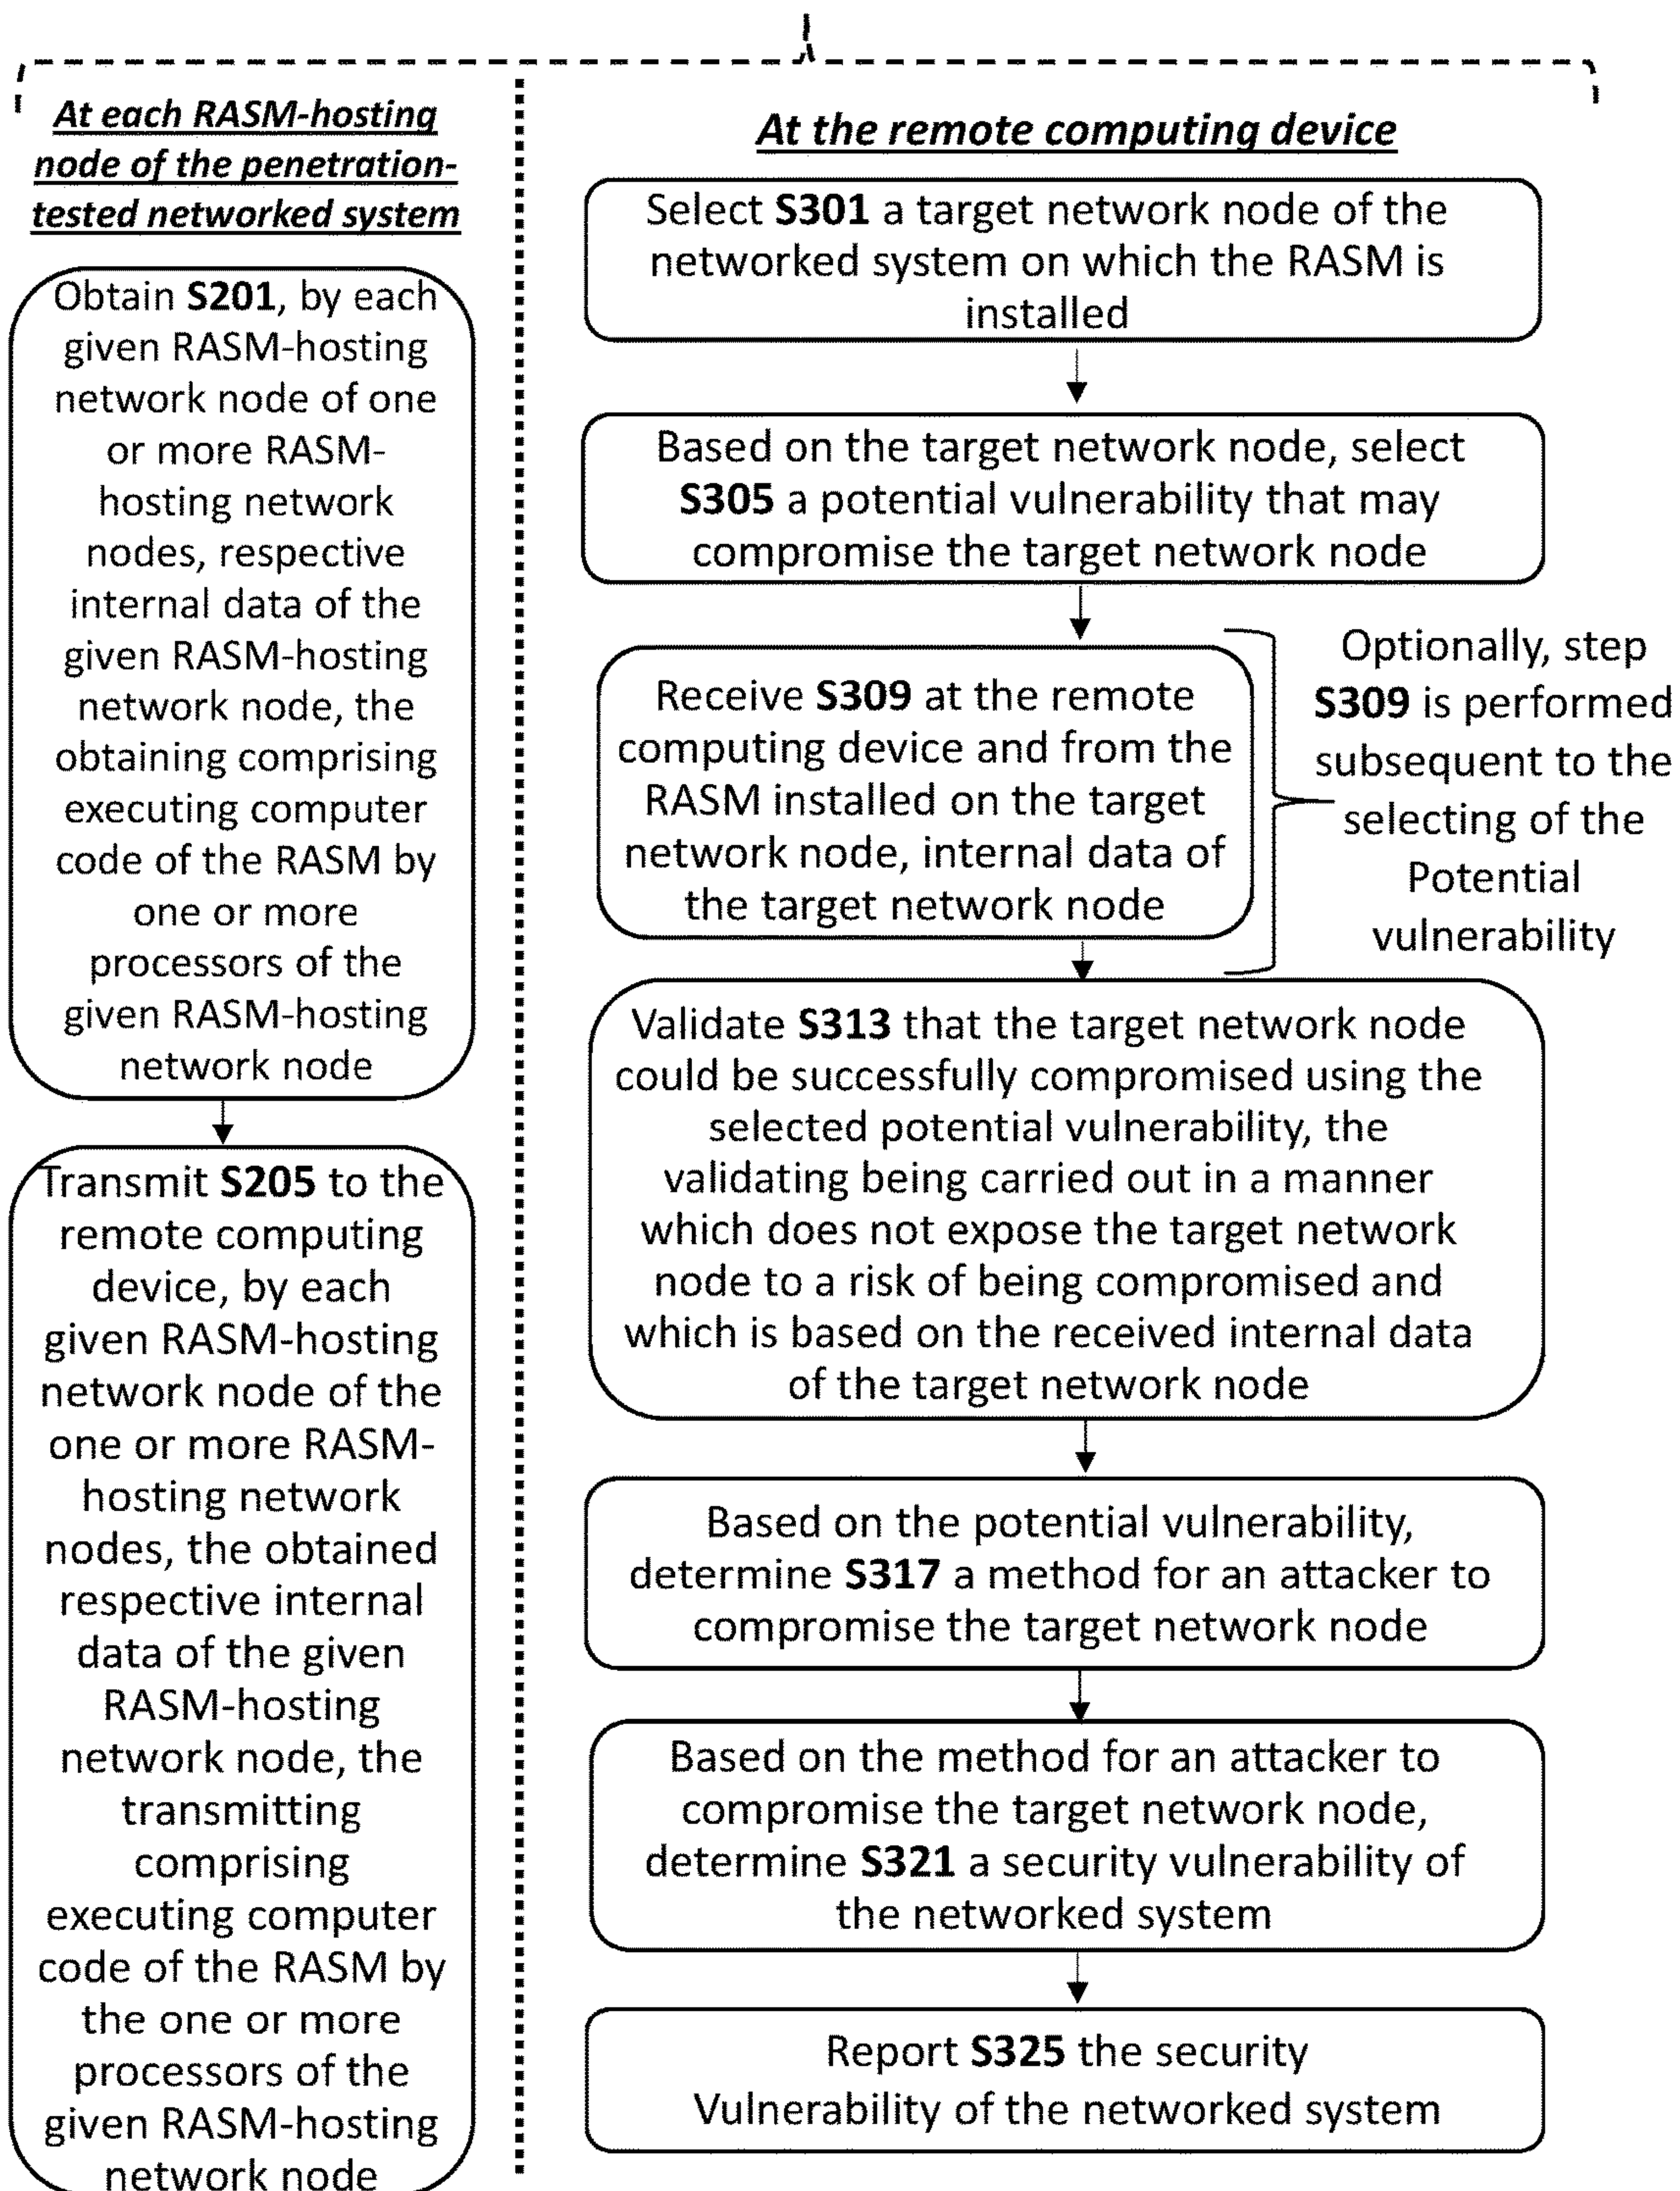 At each RASM-hosting
node of the penetration-
tested networked system
Obtain S201, by each
given RASM-hosting
network node of one
or more RASM-
hosting network
nodes, respective
internal data of the
given RASM-hosting
network node, the
obtaining comprising
executing computer
code of the RASM by
one or more
processors of the
given RASM-hosting
network node
Transmit S205 to the
remote computing
device, by each
given RASM-hosting
network node of the
one or more RASM-
hosting network
nodes, the obtained
respective internal
data of the given
RASM-hosting
network node, the
transmitting
comprising
executing computer
code of the RASM by
the one or more
processors of the
given RASM-hosting
network node
At the remote computing device
Select S301 a target network node of the
networked system on which the RASM is
installed
Based on the target network node, select
S305 a potential vulnerability that may
compromise the target network node
Receive S309 at the remote
computing device and from the
RASM installed on the target
network node, internal data of
the target network node
Optionally, step
S309 is performed
subsequent to the
selecting of the
Potential
vulnerability
Validate S313 that the target network node
could be successfully compromised using the
selected potential vulnerability, the
validating being carried out in a manner
which does not expose the target network
node to a risk of being compromised and
which is based on the received internal data
of the target network node
Based on the potential vulnerability,
determine S317 a method for an attacker to
compromise the target network node
Based on the method for an attacker to
compromise the target network node,
determine S321 a security vulnerability of
the networked system
Report S325 the security
Vulnerability of the networked system